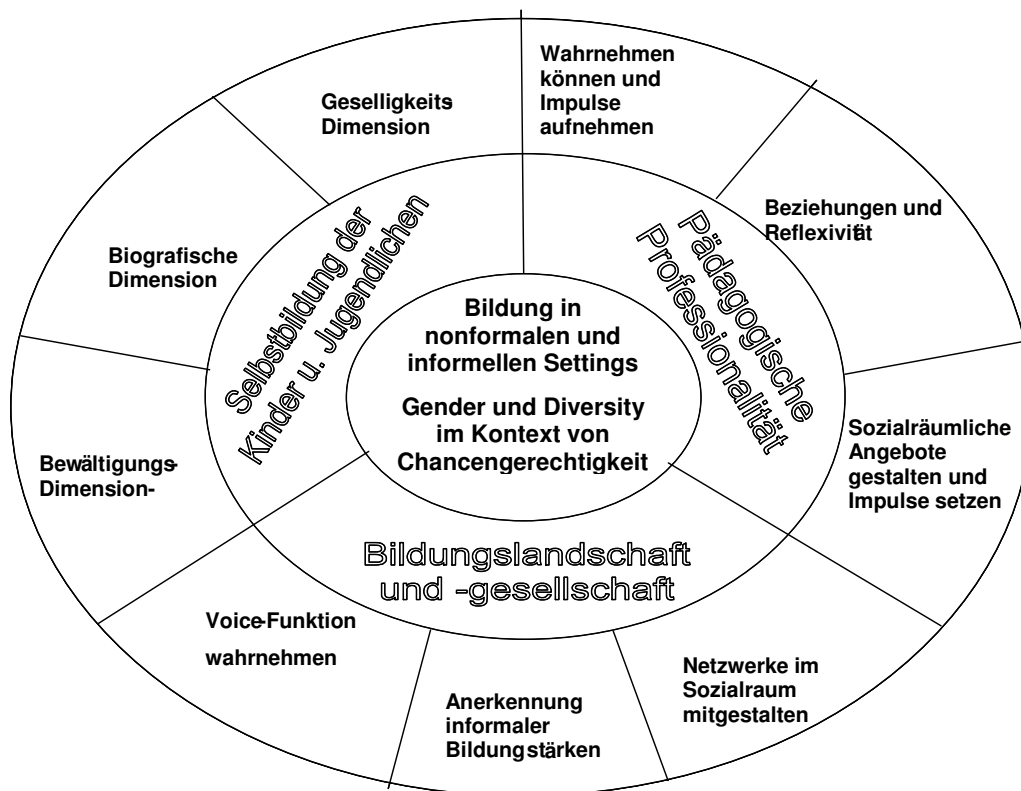 Wahrnehmen
können und
Impulse
aufnehmen
Geselligkeits-
Dimension
Beziehungen und
Reflexivität
Biografische
Dimension
Selbstbildung der
Kinder u. Jugendlichen
Pädagogische
Professionalität
Bildung in
nonformalen und
informellen Settings
Gender und Diversity
im Kontext von
Chancengerechtigkeit
Sozialräumliche
Angebote
gestalten und
Impulse setzen
Bewältigungs-
Dimension-
Bildungslandschaft
und -gesellschaft
Voice-Funktion
wahrnehmen
Anerkennung
informaler
Bildung stärken
Netzwerke im
Sozialraum
mitgestalten